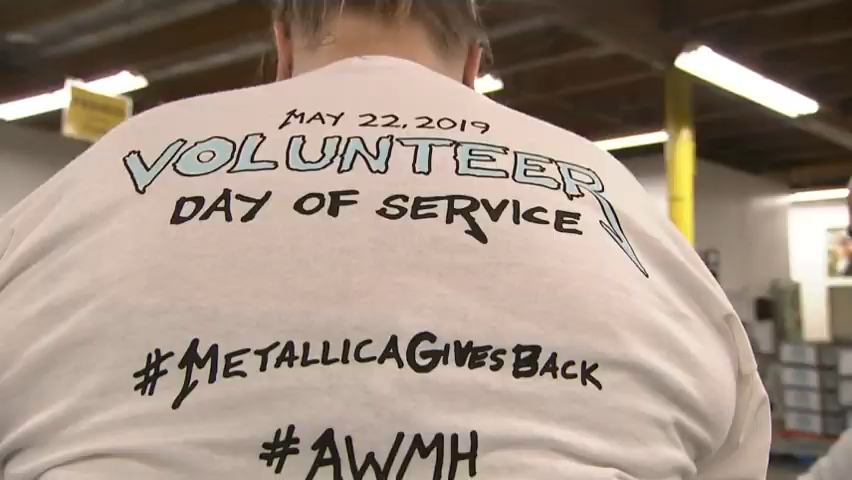 MAY 22, 2019
VOLUNTEER
DAY OF SERVICE
#METALLICAGIVESBACK
#AWMH